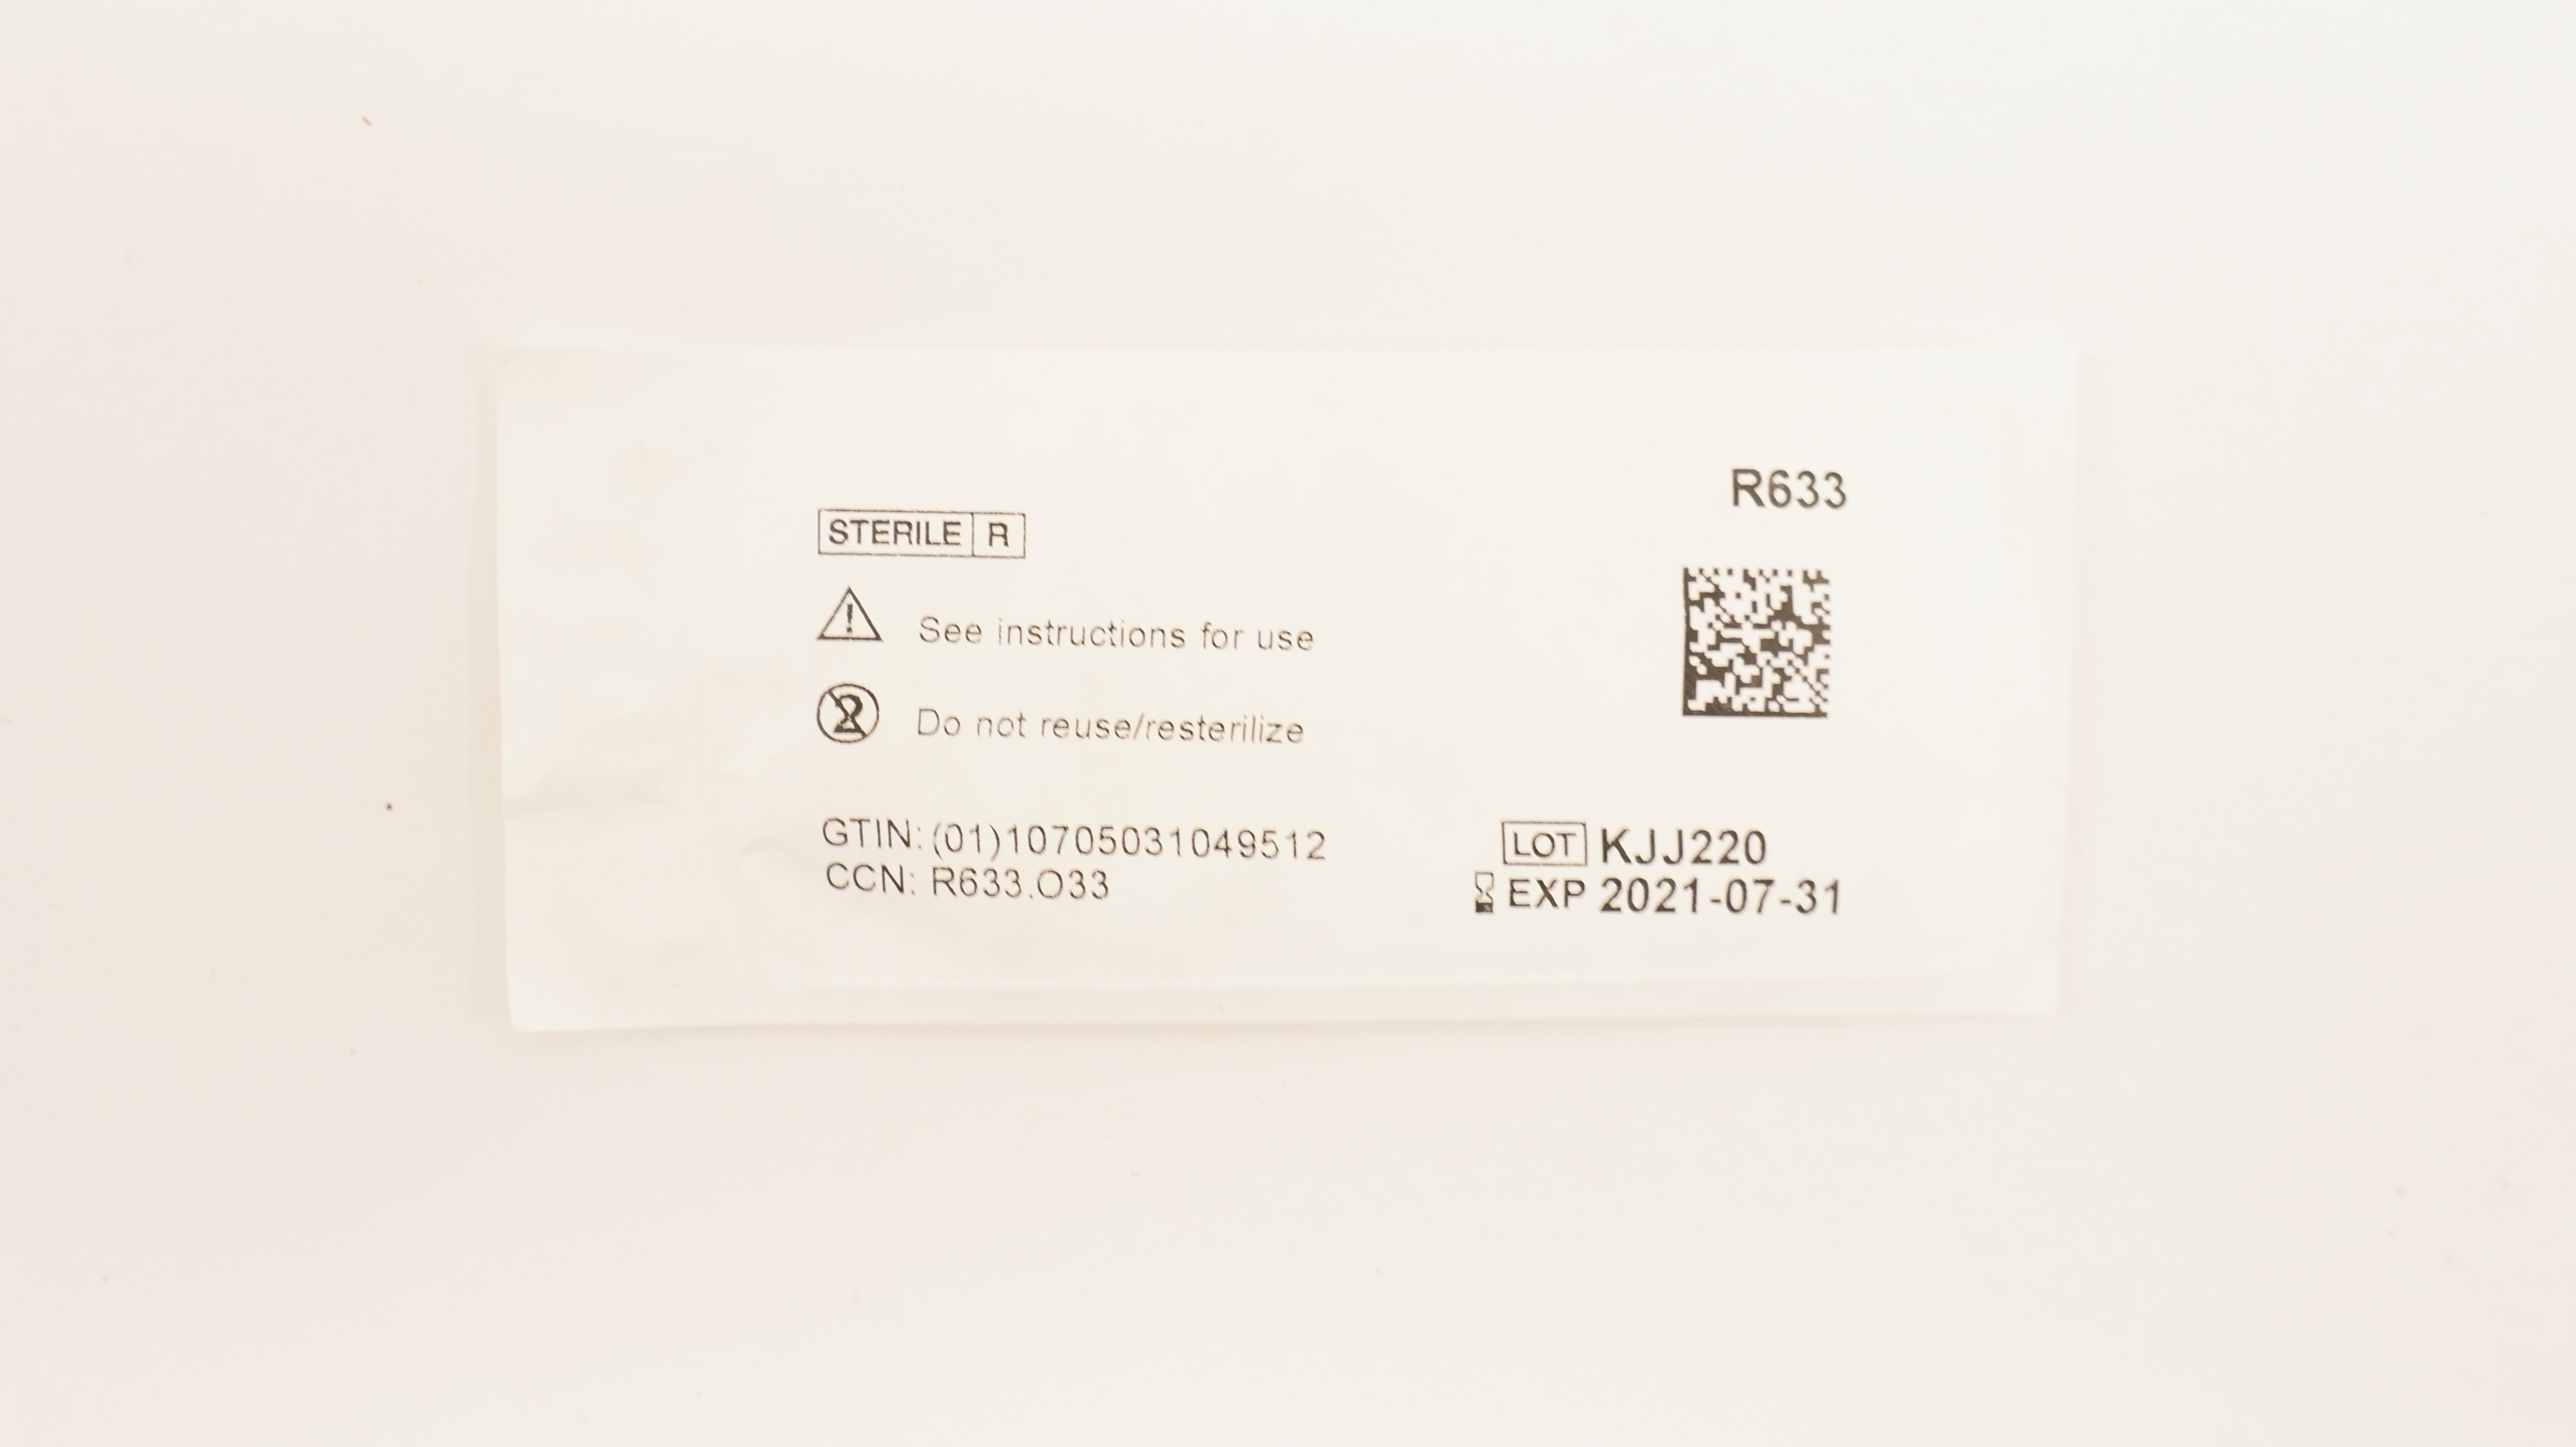 R633
STERILE R
See instructions for use
Do not reuse/resterilize
GTIN: (01)10705031049512
CCN: R633.O33
LOT KJJ220
EXP 2021-07-31